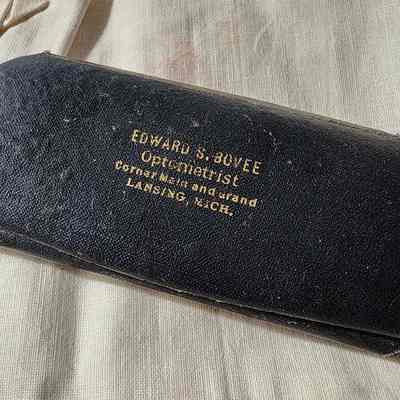 EDWARD S. BOVEE
Optometrist
Corner Main and Grand
LANSING, MICH.